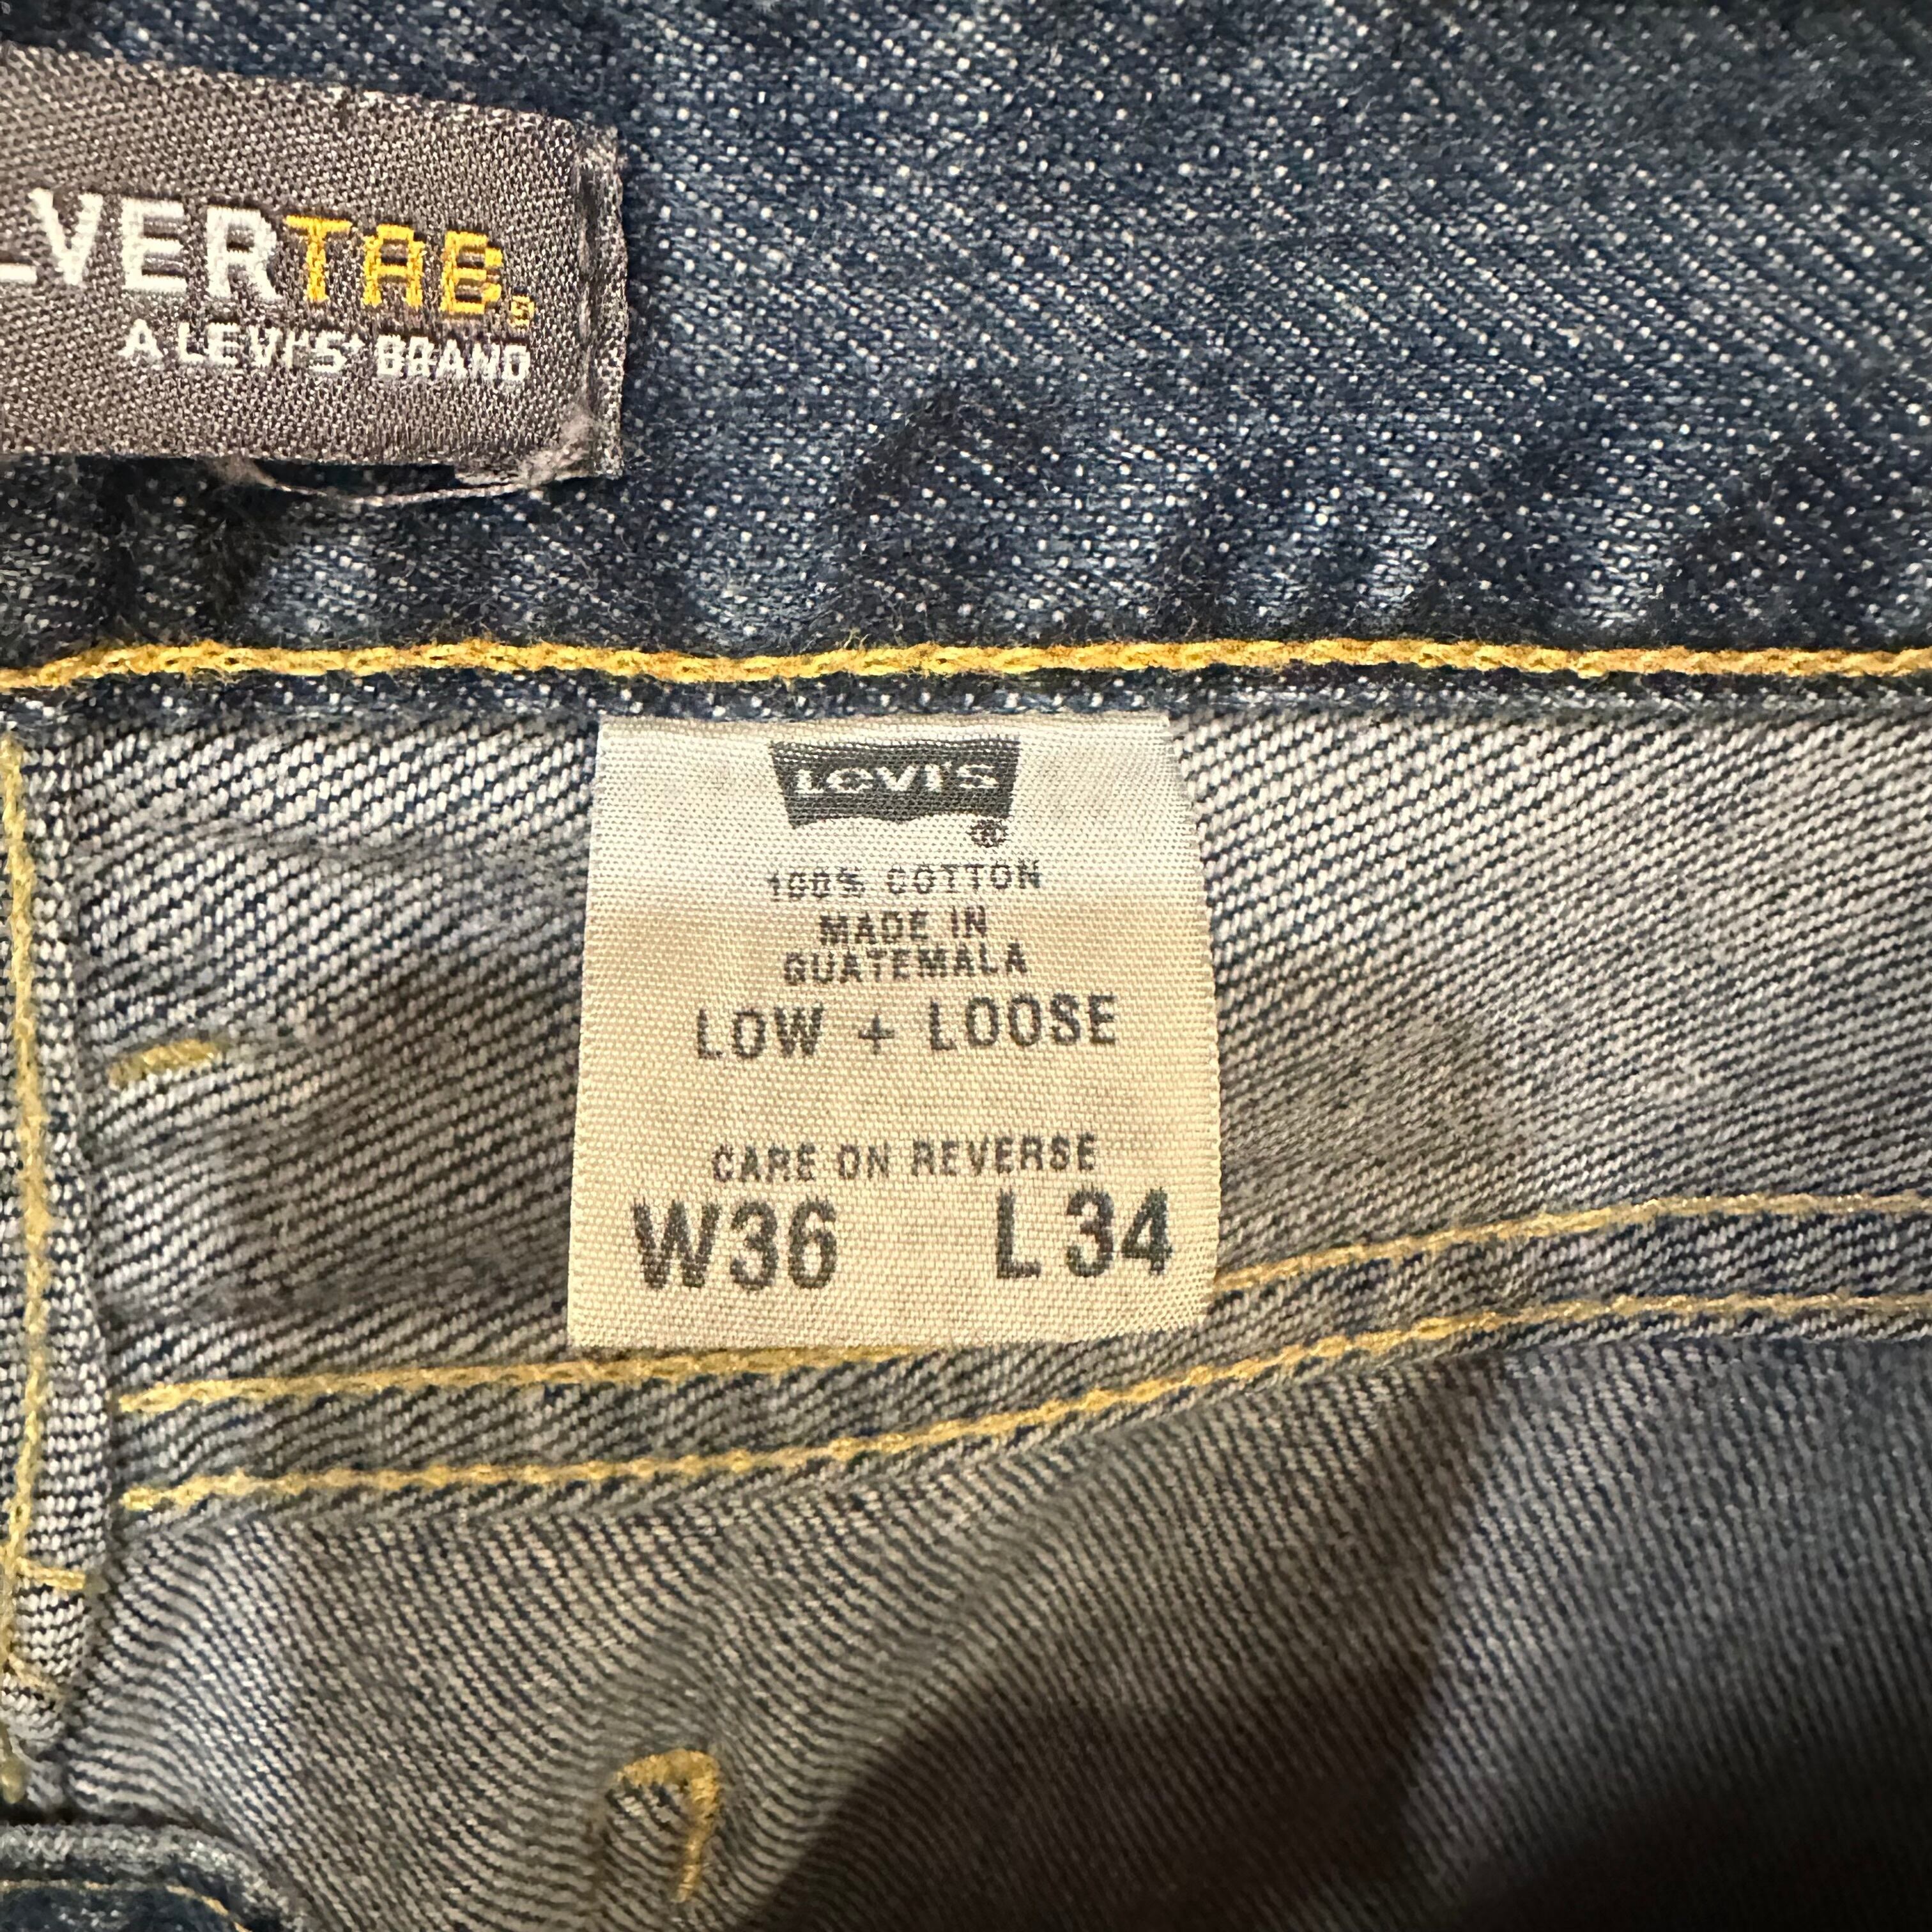 LVERTAB®
A LEVI'S® BRAND
LEVI'S
®
100% COTTON
MADE IN
GUATEMALA
LOW + LOOSE
CARE ON REVERSE
W36 L34